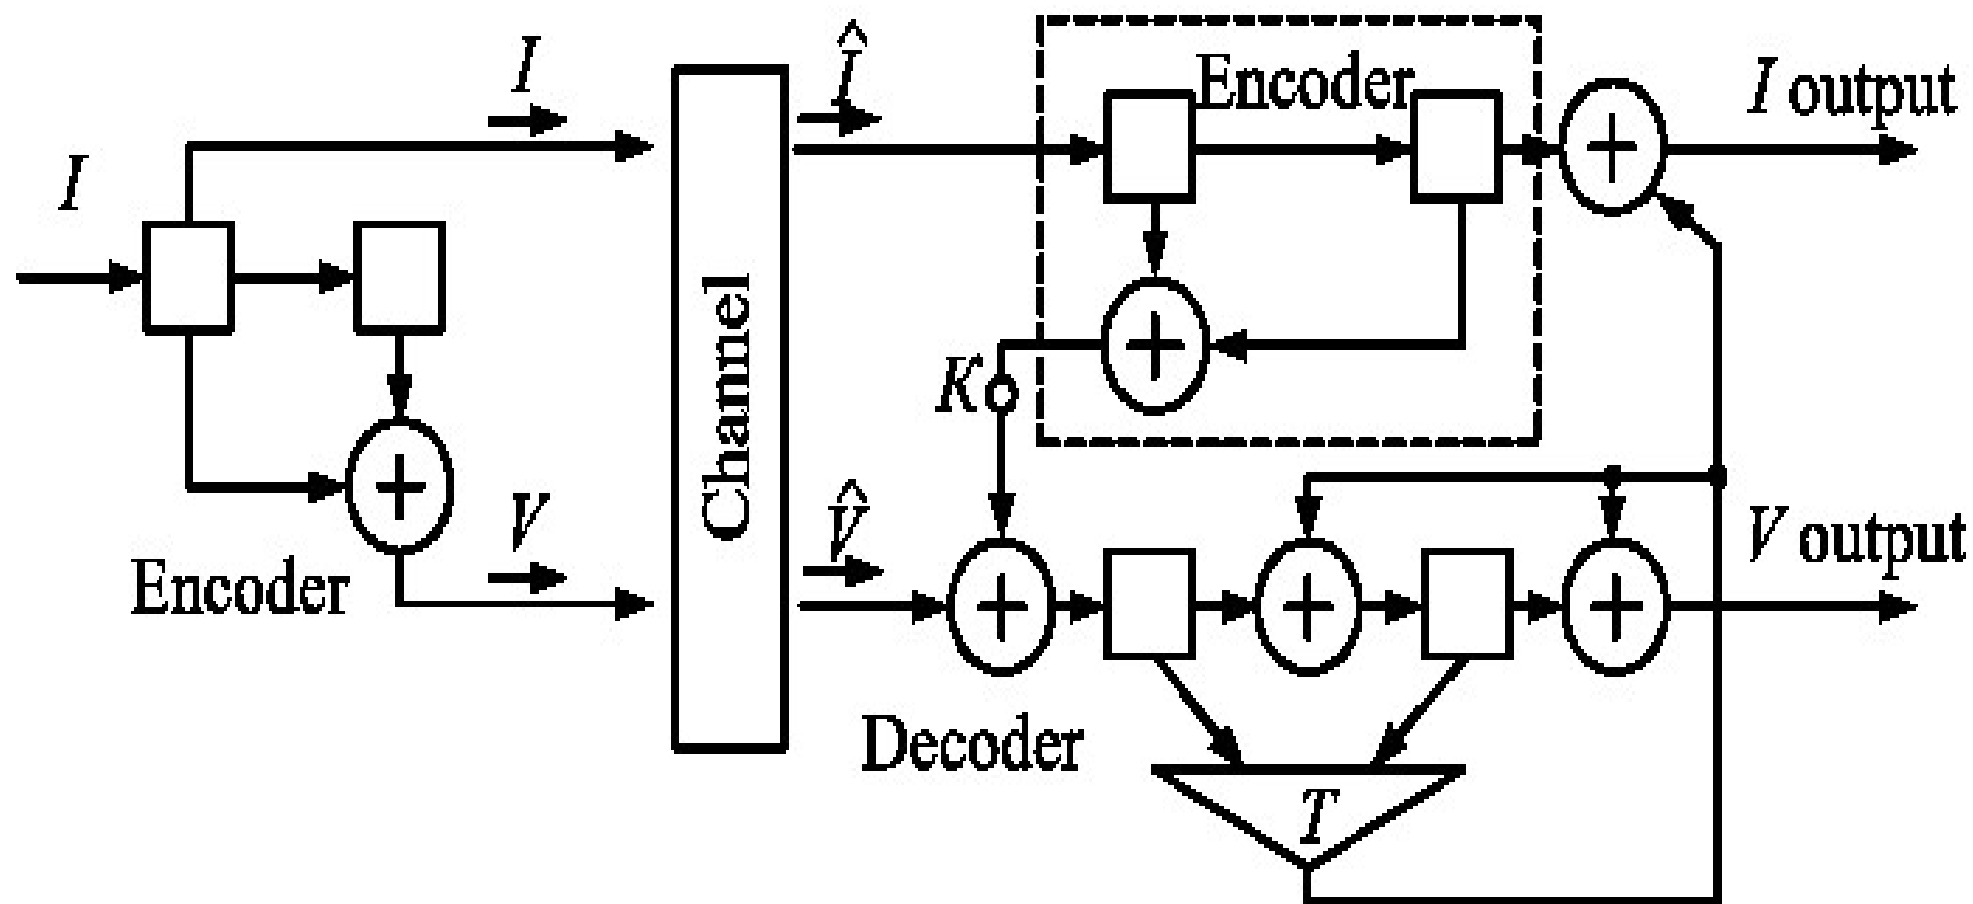 I
I
Encoder
V
Channel
Î
Encoder
I output
K
V̂
V output
Decoder
T